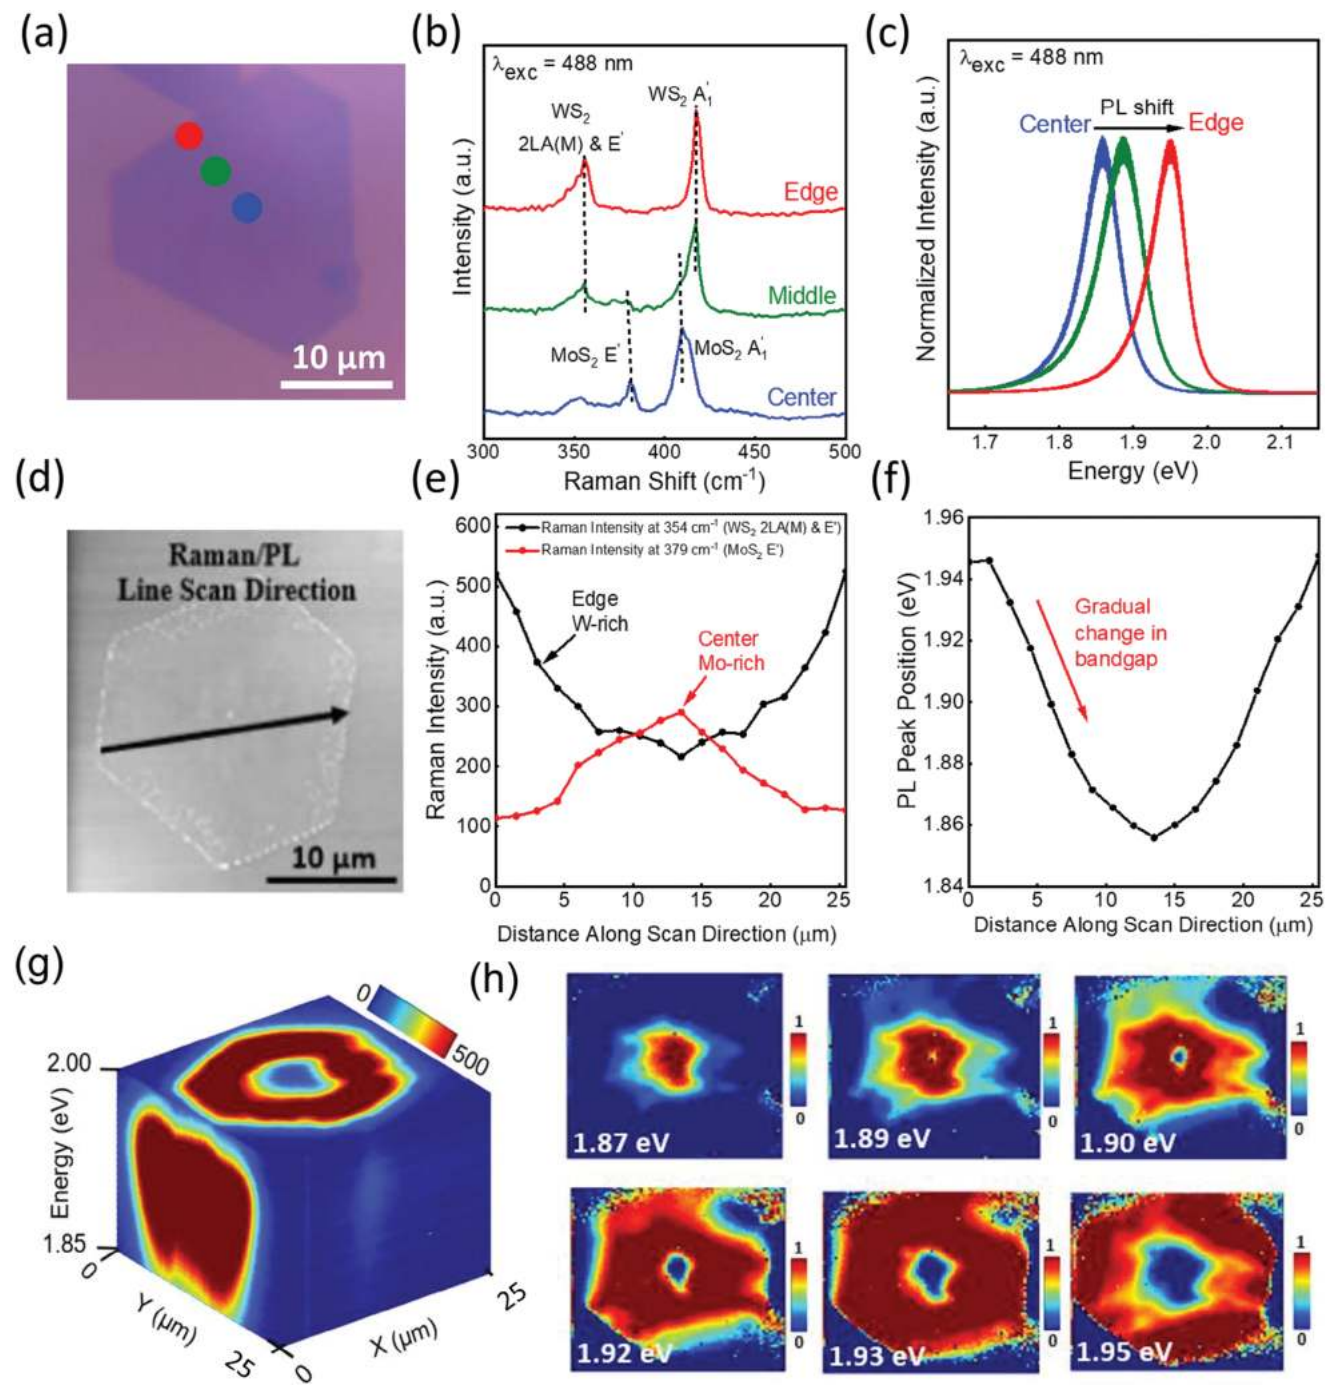 (a)
10 μm
(b)
λexc = 488 nm
WS2 A1'
WS2
2LA(M) & E'
Edge
Middle
MoS2 E'
MoS2 A1'
Center
Intensity (a.u.)
300 350 400 450 500
Raman Shift (cm-1)
(c)
λexc = 488 nm
PL shift
Center Edge
Normalized Intensity (a.u.)
1.7 1.8 1.9 2.0 2.1
Energy (eV)
(d)
Raman/PL
Line Scan Direction
10 μm
(e)
Raman Intensity at 354 cm-1 (WS2 2LA(M) & E')
Raman Intensity at 379 cm-1 (MoS2 E')
Edge
W-rich
Center
Mo-rich
Raman Intensity (a.u.)
600
500
400
300
200
100
0
0 5 10 15 20 25
Distance Along Scan Direction (μm)
(f)
Gradual
change in
bandgap
PL Peak Position (eV)
1.96
1.94
1.92
1.90
1.88
1.86
1.84
0 5 10 15 20 25
Distance Along Scan Direction (μm)
(g)
0
500
2.00
Energy (eV)
1.85
0
Y (μm)
25
0
X (μm)
25
(h)
1.87 eV
1
0
1.89 eV
1
0
1.90 eV
1
0
1.92 eV
1
0
1.93 eV
1
0
1.95 eV
1
0